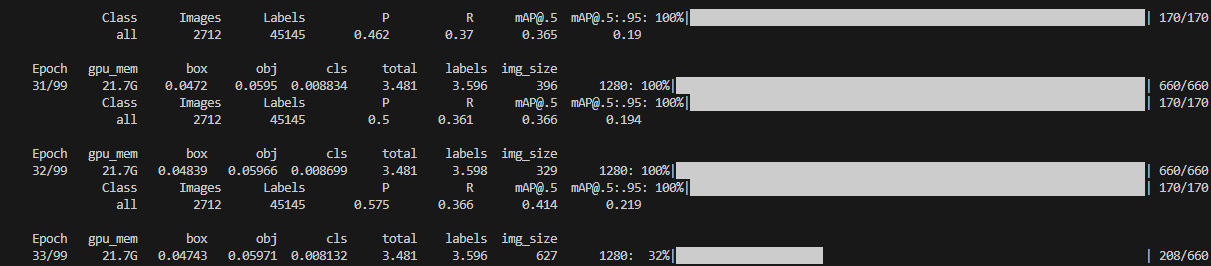 Class Images Labels P R mAP@.5 mAP@.5:.95: 100%| | 170/170
all 2712 45145 0.462 0.37 0.365 0.19
Epoch gpu_mem box obj cls total labels img_size
31/99 21.7G 0.0472 0.0595 0.008834 3.481 3.596 396 1280: 100%| | 660/660
Class Images Labels P R mAP@.5 mAP@.5:.95: 100%| | 170/170
all 2712 45145 0.5 0.361 0.366 0.194
Epoch gpu_mem box obj cls total labels img_size
32/99 21.7G 0.04839 0.05966 0.008699 3.481 3.598 329 1280: 100%| | 660/660
Class Images Labels P R mAP@.5 mAP@.5:.95: 100%| | 170/170
all 2712 45145 0.575 0.366 0.414 0.219
Epoch gpu_mem box obj cls total labels img_size
33/99 21.7G 0.04743 0.05971 0.008132 3.481 3.596 627 1280: 32%| | 208/660